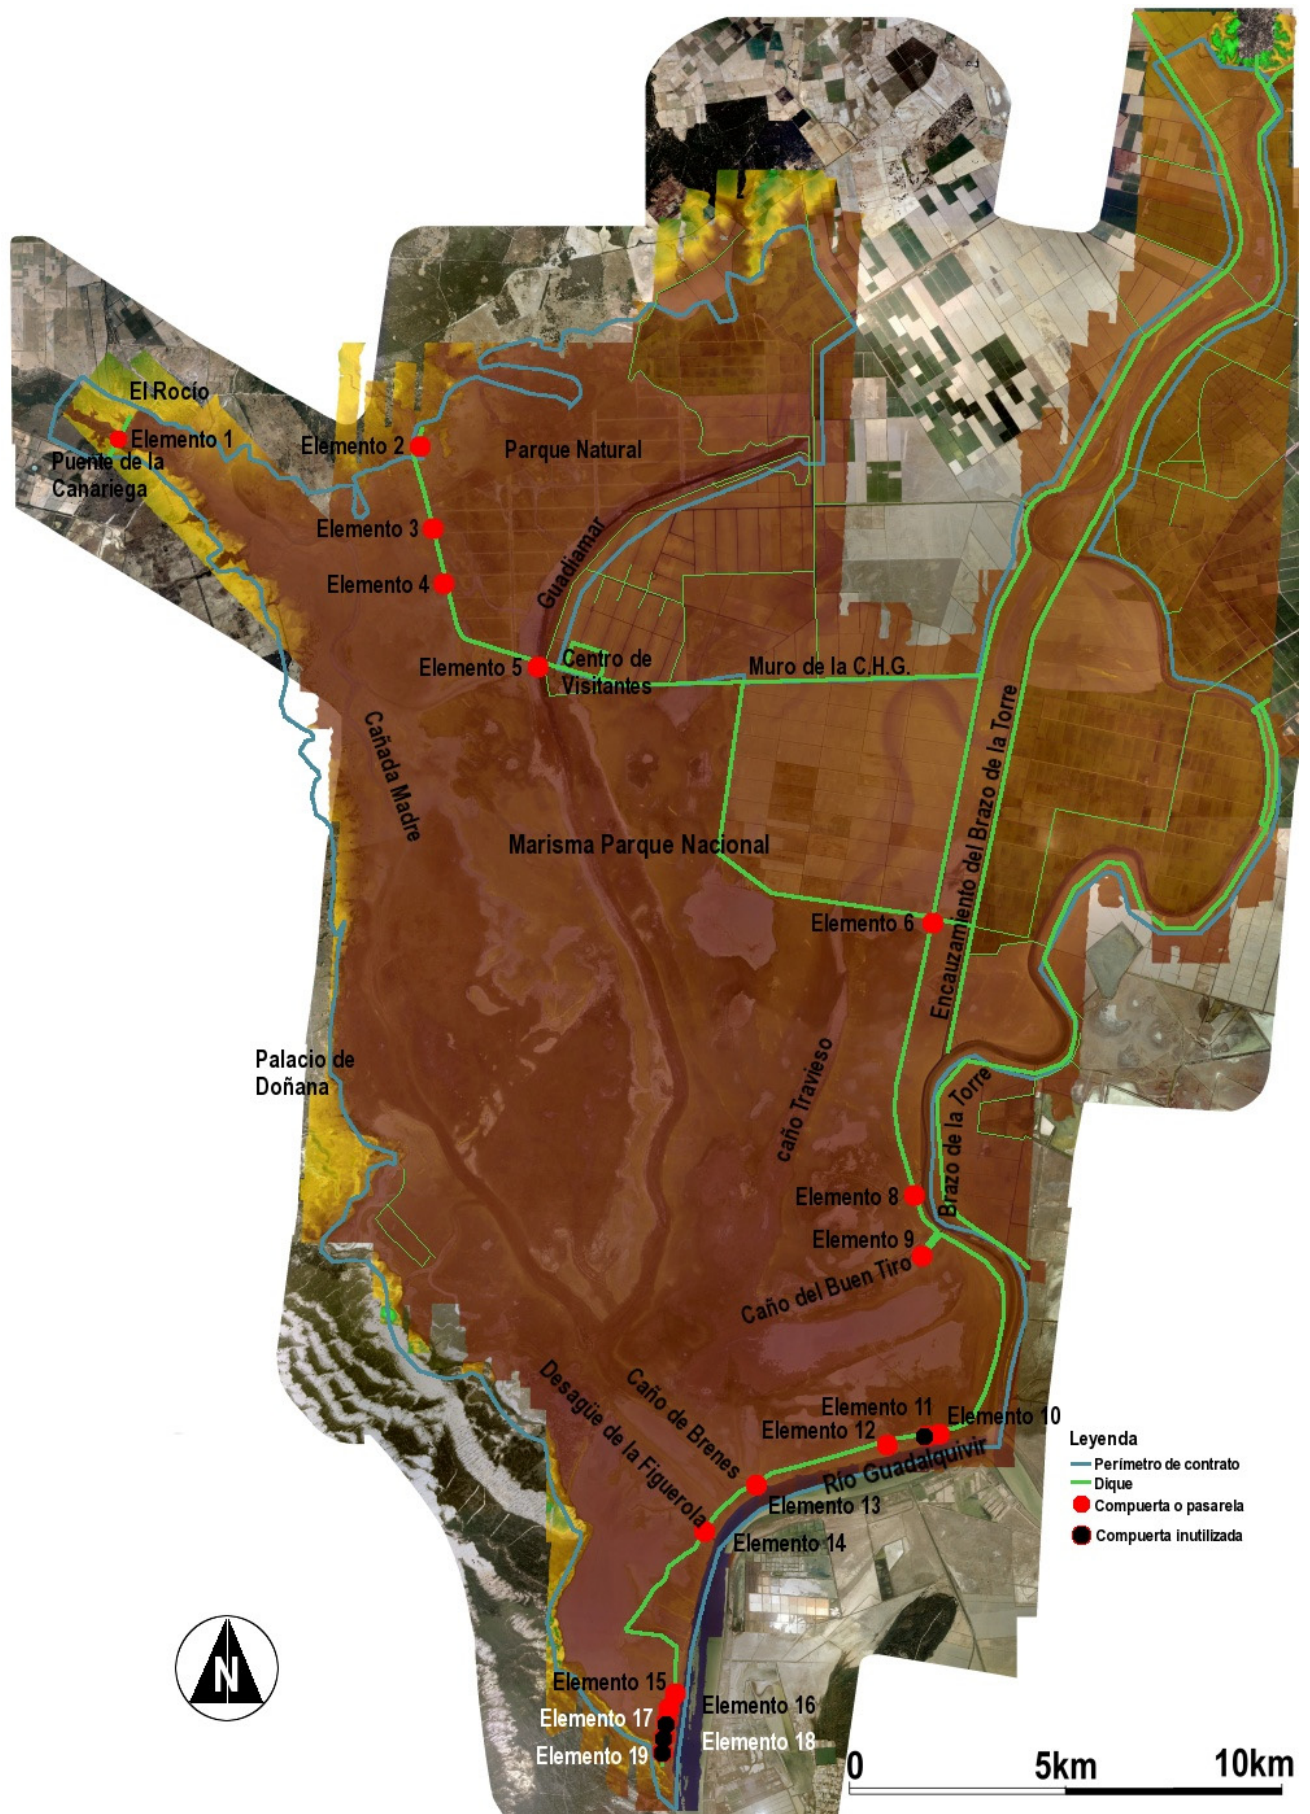 El Rocío
Elemento 1
Puente de la
Canariega
Elemento 2
Parque Natural
Elemento 3
Guadiamar
Elemento 4
Elemento 5
Centro de
Visitantes
Muro de la C.H.G.
Cañada Madre
Encauzamiento del Brazo de la Torre
Marisma Parque Nacional
Elemento 6
Palacio de
Doñana
caño Travieso
Brazo de la Torre
Elemento 8
Elemento 9
Caño del Buen Tiro
Desagüe de la Figuerola
Caño de Brenes
Elemento 11
Elemento 10
Elemento 12
Río Guadalquivir
Elemento 13
Elemento 14
Leyenda
Perímetro de contrato
Dique
Compuerta o pasarela
Compuerta inutilizada
N
Elemento 15
Elemento 16
Elemento 17
Elemento 18
Elemento 19
0
5km
10km